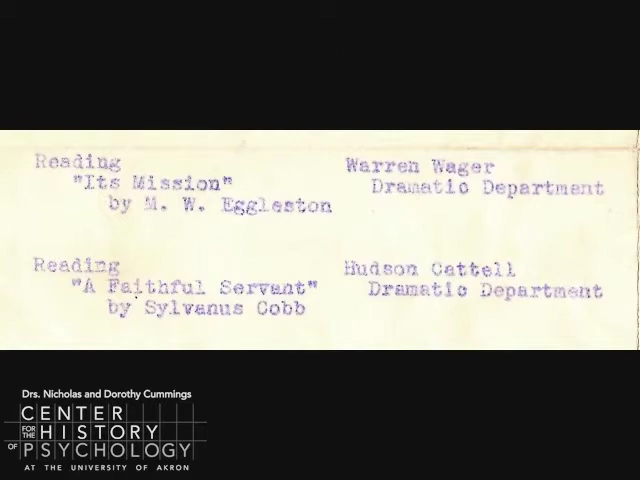 Reading
"Its Mission"
by M. W. Eggleston
Warren Wager
Dramatic Department
Reading
"A Faithful Servant"
by Sylvanus Cobb
Hudson Cattell
Dramatic Department
Drs. Nicholas and Dorothy Cummings
CENTER
FOR THE HISTORY
OF PSYCHOLOGY
AT THE UNIVERSITY OF AKRON